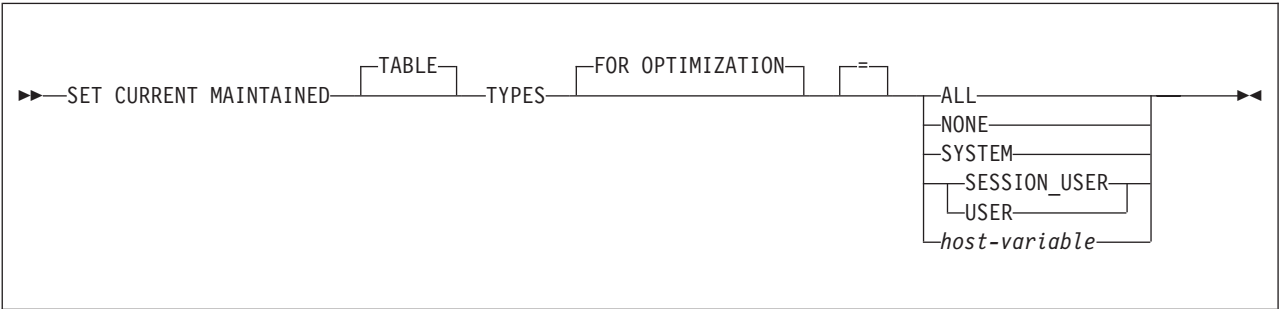 TABLE FOR OPTIMIZATION =
SET CURRENT MAINTAINED TYPES ALL
NONE
SYSTEM
SESSION_USER
USER
host-variable